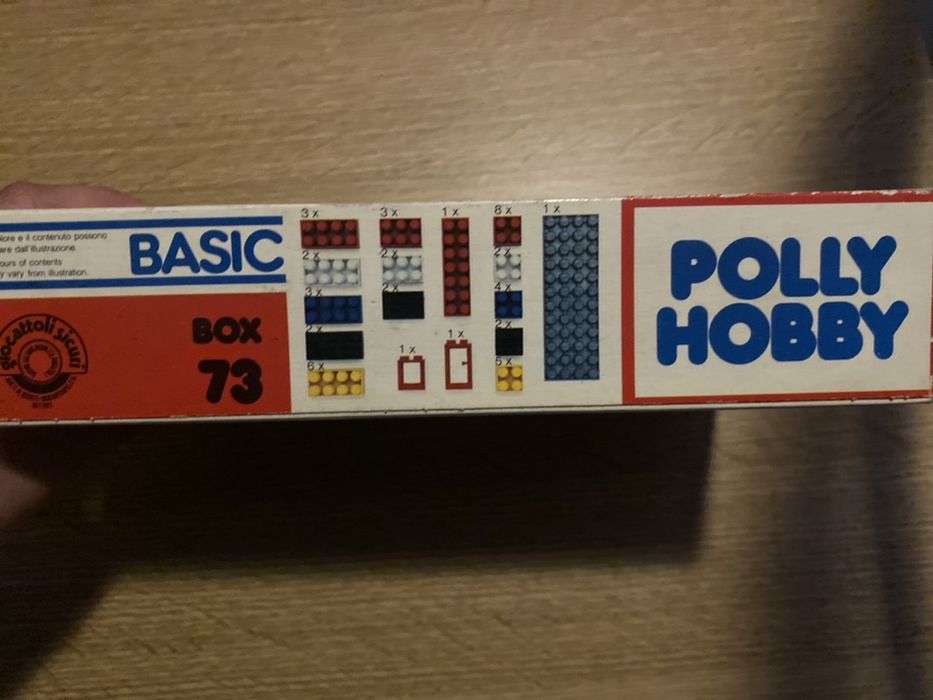 lore e il contenuto possono
are dall'illustrazione.
ours of contents
y vary from illustration.
BASIC
giocattoli sicuri
BOX
73
3 x
3 x
1 x
8 x
1 x
2 x
2 x
2 x
3 x
2 x
4 x
2 x
1 x
1 x
2 x
6 x
5 x
POLLY
HOBBY